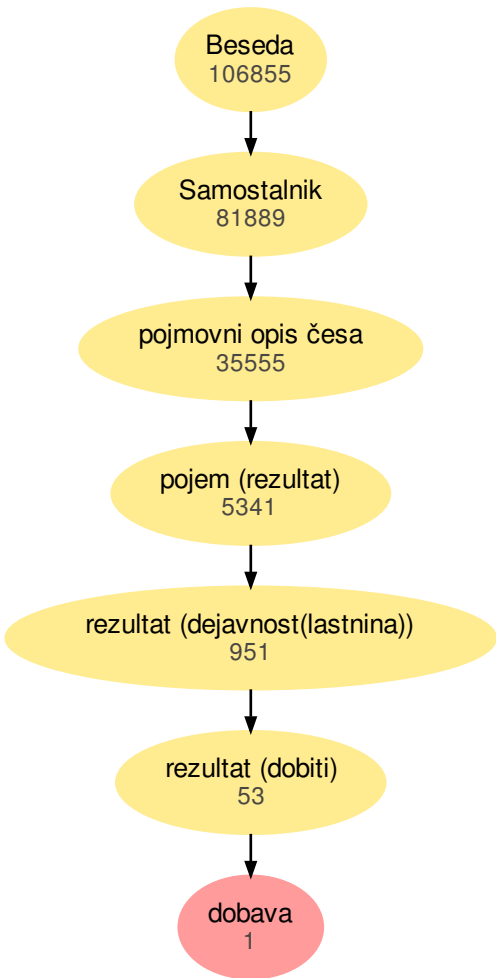 Beseda
106855
Samostalnik
81889
pojmovni opis česa
35555
pojem (rezultat)
5341
rezultat (dejavnost(lastnina))
951
rezultat (dobiti)
53
dobava
1